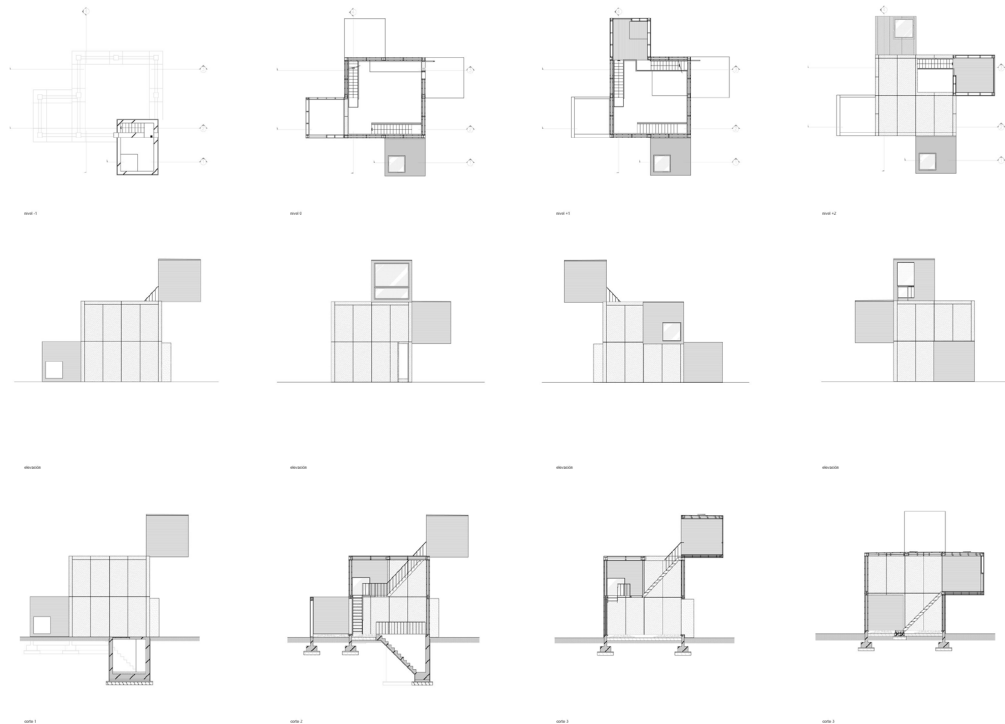 nivel -1
nivel 0
nivel +1
nivel +2
elevación
elevación
elevación
elevación
corte 1
corte 2
corte 3
corte 3